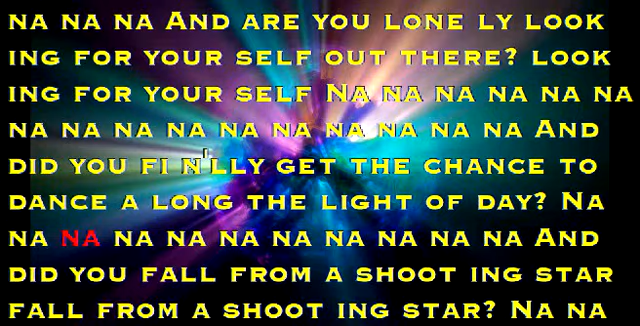 NA NA NA AND ARE YOU LONE LY LOOK
ING FOR YOUR SELF OUT THERE? LOOK
ING FOR YOUR SELF NA NA NA NA NA NA
NA NA NA NA NA NA NA NA NA NA AND
DID YOU FI N'LLY GET THE CHANCE TO
DANCE A LONG THE LIGHT OF DAY? NA
NA NA NA NA NA NA NA NA NA NA AND
DID YOU FALL FROM A SHOOT ING STAR
FALL FROM A SHOOT ING STAR? NA NA